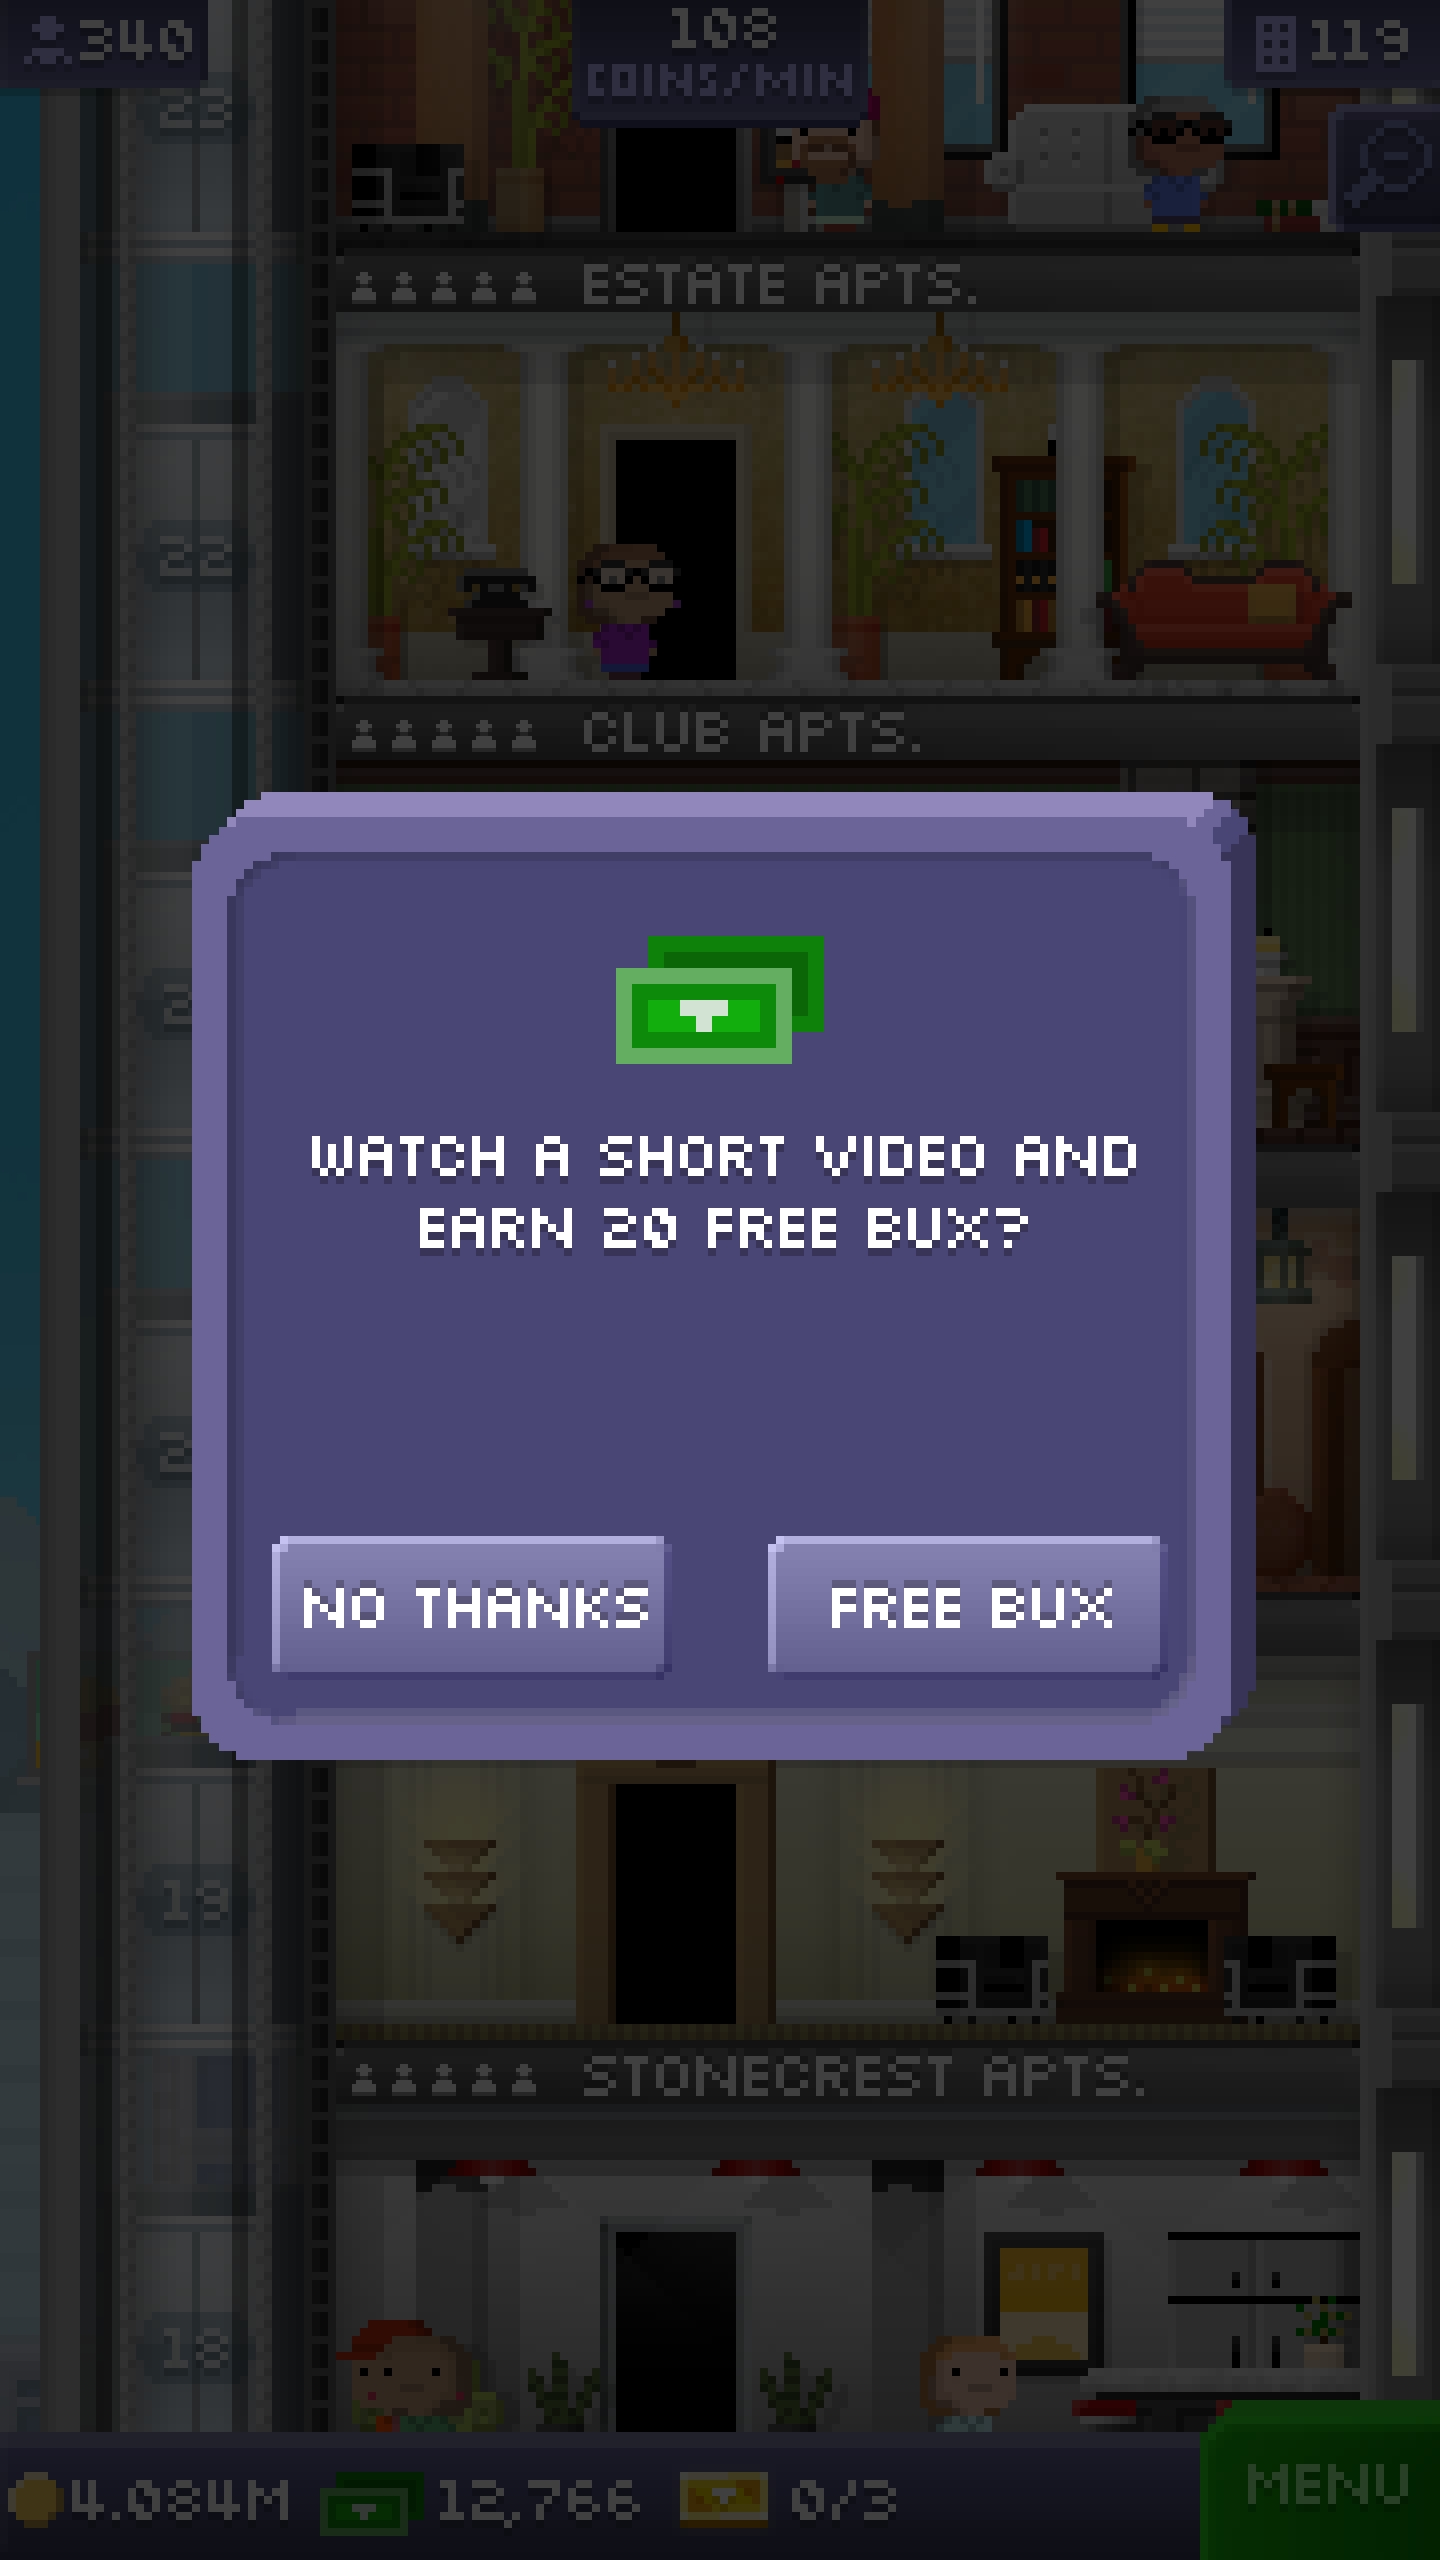 340
108
COINS/MIN
119
23
ESTATE APTS.
22
CLUB APTS.
WATCH A SHORT VIDEO AND
EARN 20 FREE BUX?
NO THANKS
FREE BUX
19
STONECREST APTS.
18
4.084M
12,766
0/3
MENU